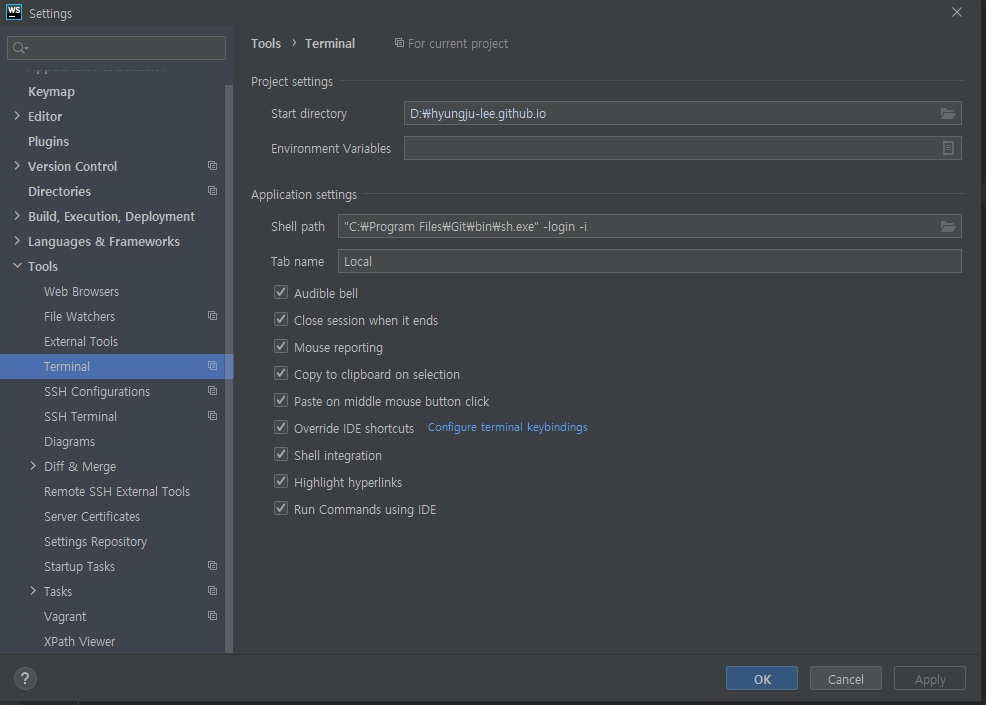 WS Settings
Tools › Terminal For current project
Keymap
Editor
Plugins
Version Control
Directories
Build, Execution, Deployment
Languages & Frameworks
Tools
Web Browsers
File Watchers
External Tools
Terminal
SSH Configurations
SSH Terminal
Diagrams
Diff & Merge
Remote SSH External Tools
Server Certificates
Settings Repository
Startup Tasks
Tasks
Vagrant
XPath Viewer
Project settings
Start directory D:₩hyungju-lee.github.io
Environment Variables
Application settings
Shell path "C:₩Program Files₩Git₩bin₩sh.exe" -login -i
Tab name Local
Audible bell
Close session when it ends
Mouse reporting
Copy to clipboard on selection
Paste on middle mouse button click
Override IDE shortcuts Configure terminal keybindings
Shell integration
Highlight hyperlinks
Run Commands using IDE
? OK Cancel Apply